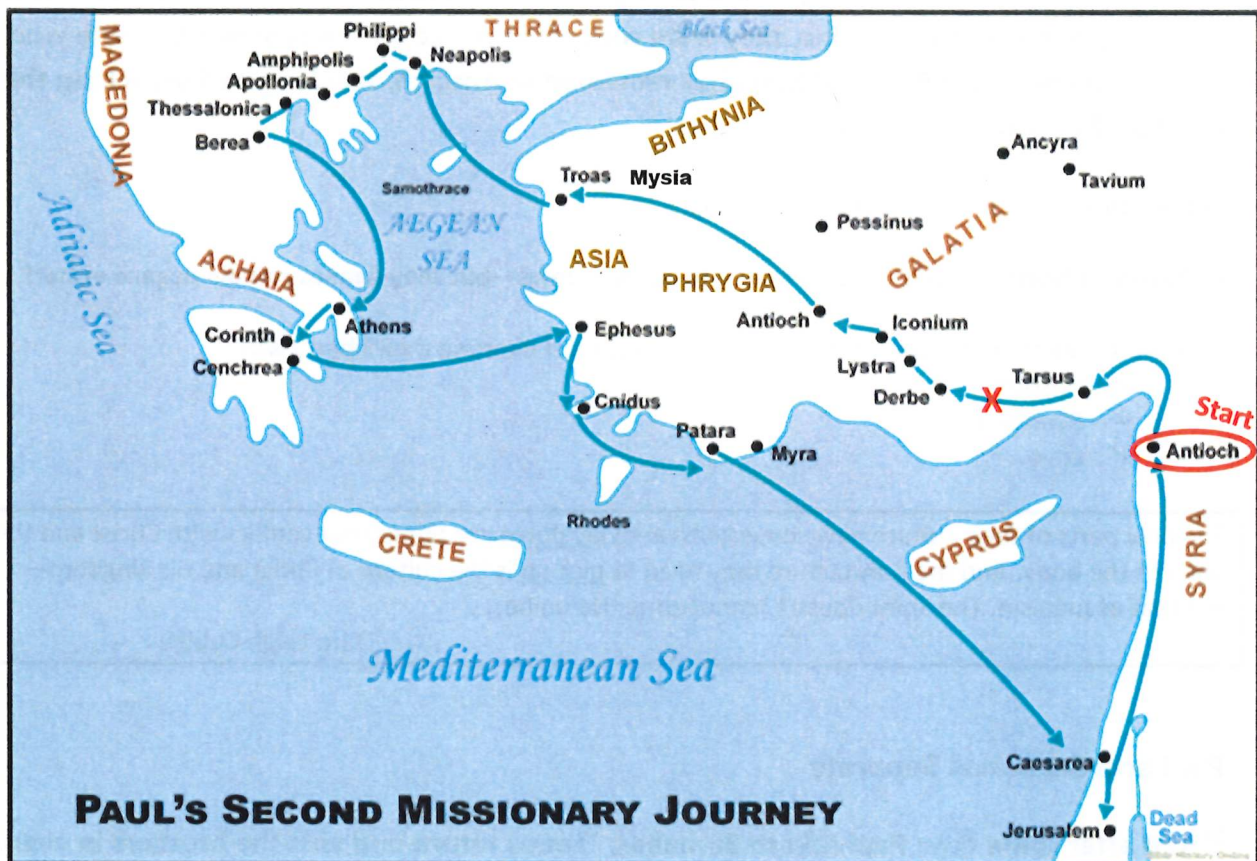 THRACE
Black Sea
Philippi
Neapolis
Amphipolis
Apollonia
Thessalonica
Berea
MACEDONIA
BITHYNIA
Ancyra
Tavium
Troas
Mysia
Samothrace
AEGEAN
SEA
Adriatic Sea
Pessinus
GALATIA
ASIA
PHRYGIA
ACHAIA
Athens
Corinth
Cenchrea
Ephesus
Antioch
Iconium
Lystra
Derbe
X
Tarsus
Start
Antioch
Cnidus
Patara
Myra
Rhodes
CRETE
CYPRUS
SYRIA
Mediterranean Sea
Caesarea
Jerusalem
Dead
Sea
PAUL'S SECOND MISSIONARY JOURNEY